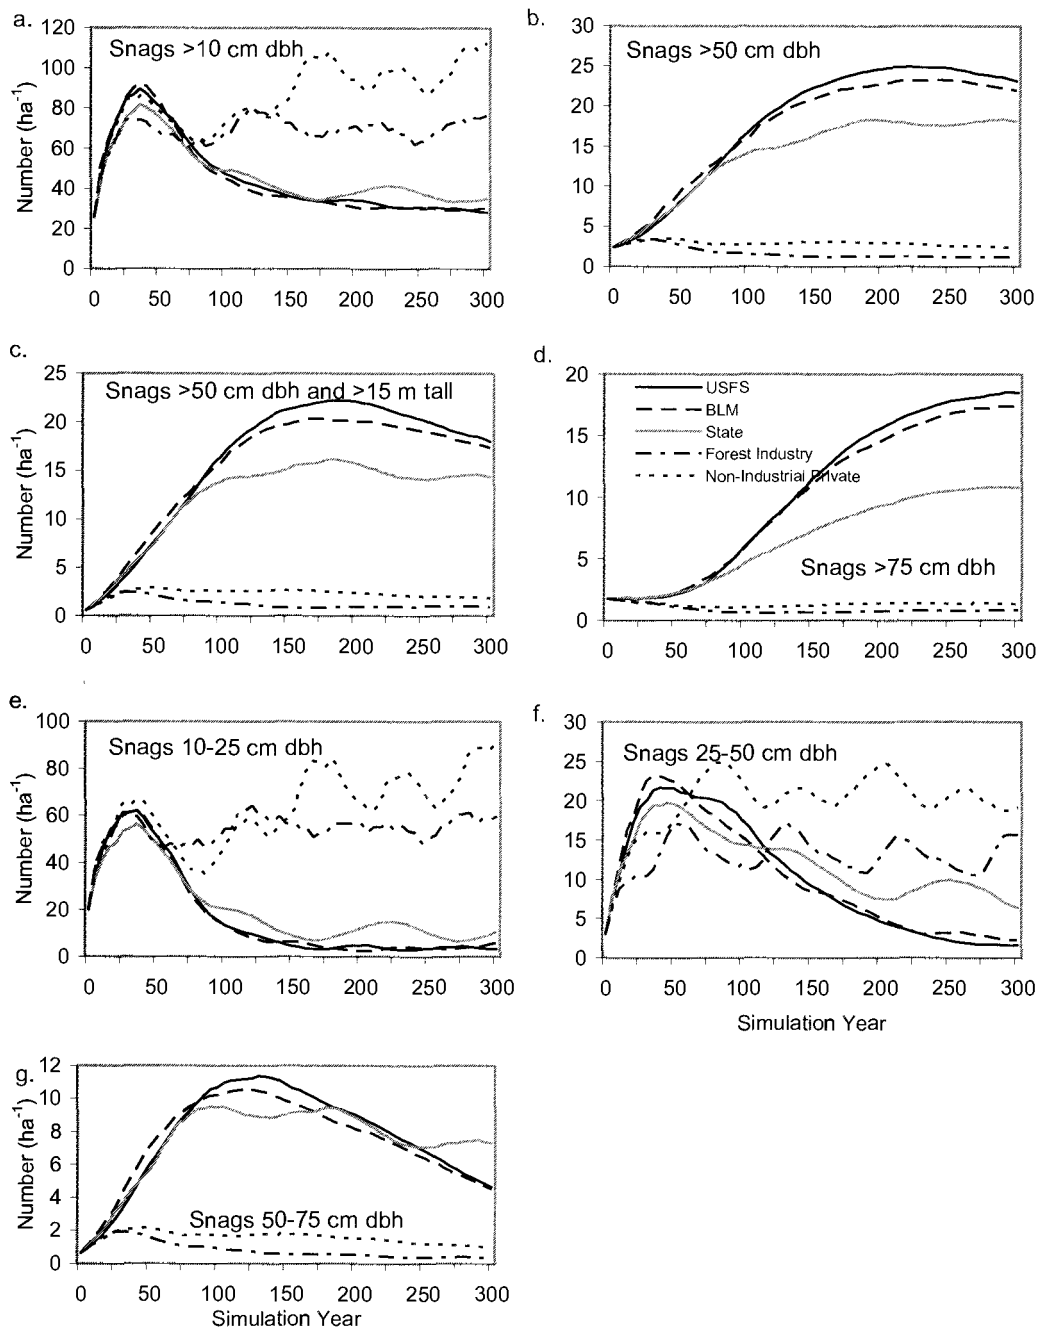 a.
Snags >10 cm dbh
Number (ha⁻¹)
120
100
80
60
40
20
0
0 50 100 150 200 250 300
b.
Snags >50 cm dbh
30
25
20
15
10
5
0
0 50 100 150 200 250 300
c.
Snags >50 cm dbh and >15 m tall
Number (ha⁻¹)
25
20
15
10
5
0
0 50 100 150 200 250 300
d.
20
15
10
5
0
USFS
BLM
State
Forest Industry
Non-Industrial Private
Snags >75 cm dbh
0 50 100 150 200 250 300
e.
Snags 10-25 cm dbh
Number (ha⁻¹)
100
80
60
40
20
0
0 50 100 150 200 250 300
f.
Snags 25-50 cm dbh
30
25
20
15
10
5
0
0 50 100 150 200 250 300
Simulation Year
g.
Number (ha⁻¹)
12
10
8
6
4
2
0
Snags 50-75 cm dbh
0 50 100 150 200 250 300
Simulation Year